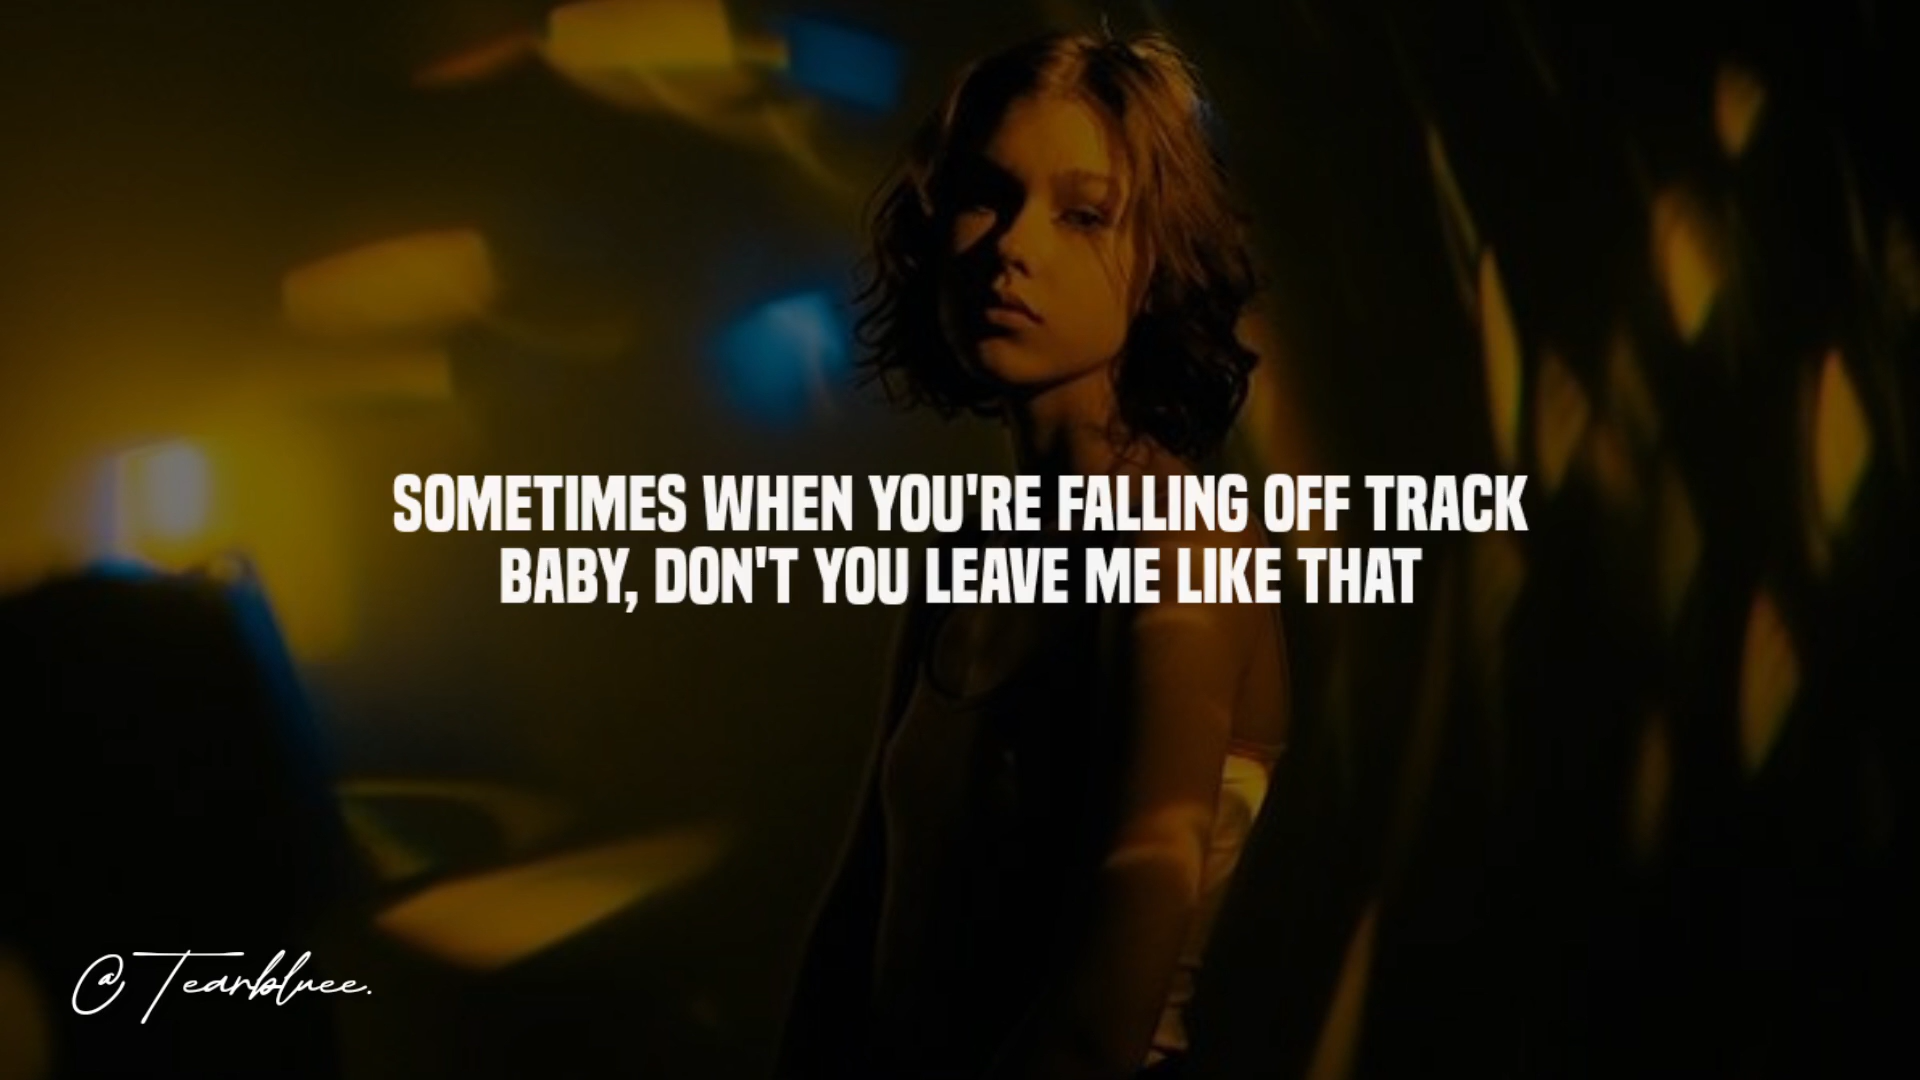 SOMETIMES WHEN YOU'RE FALLING OFF TRACK
BABY, DON'T YOU LEAVE ME LIKE THAT
@Tearbluee.